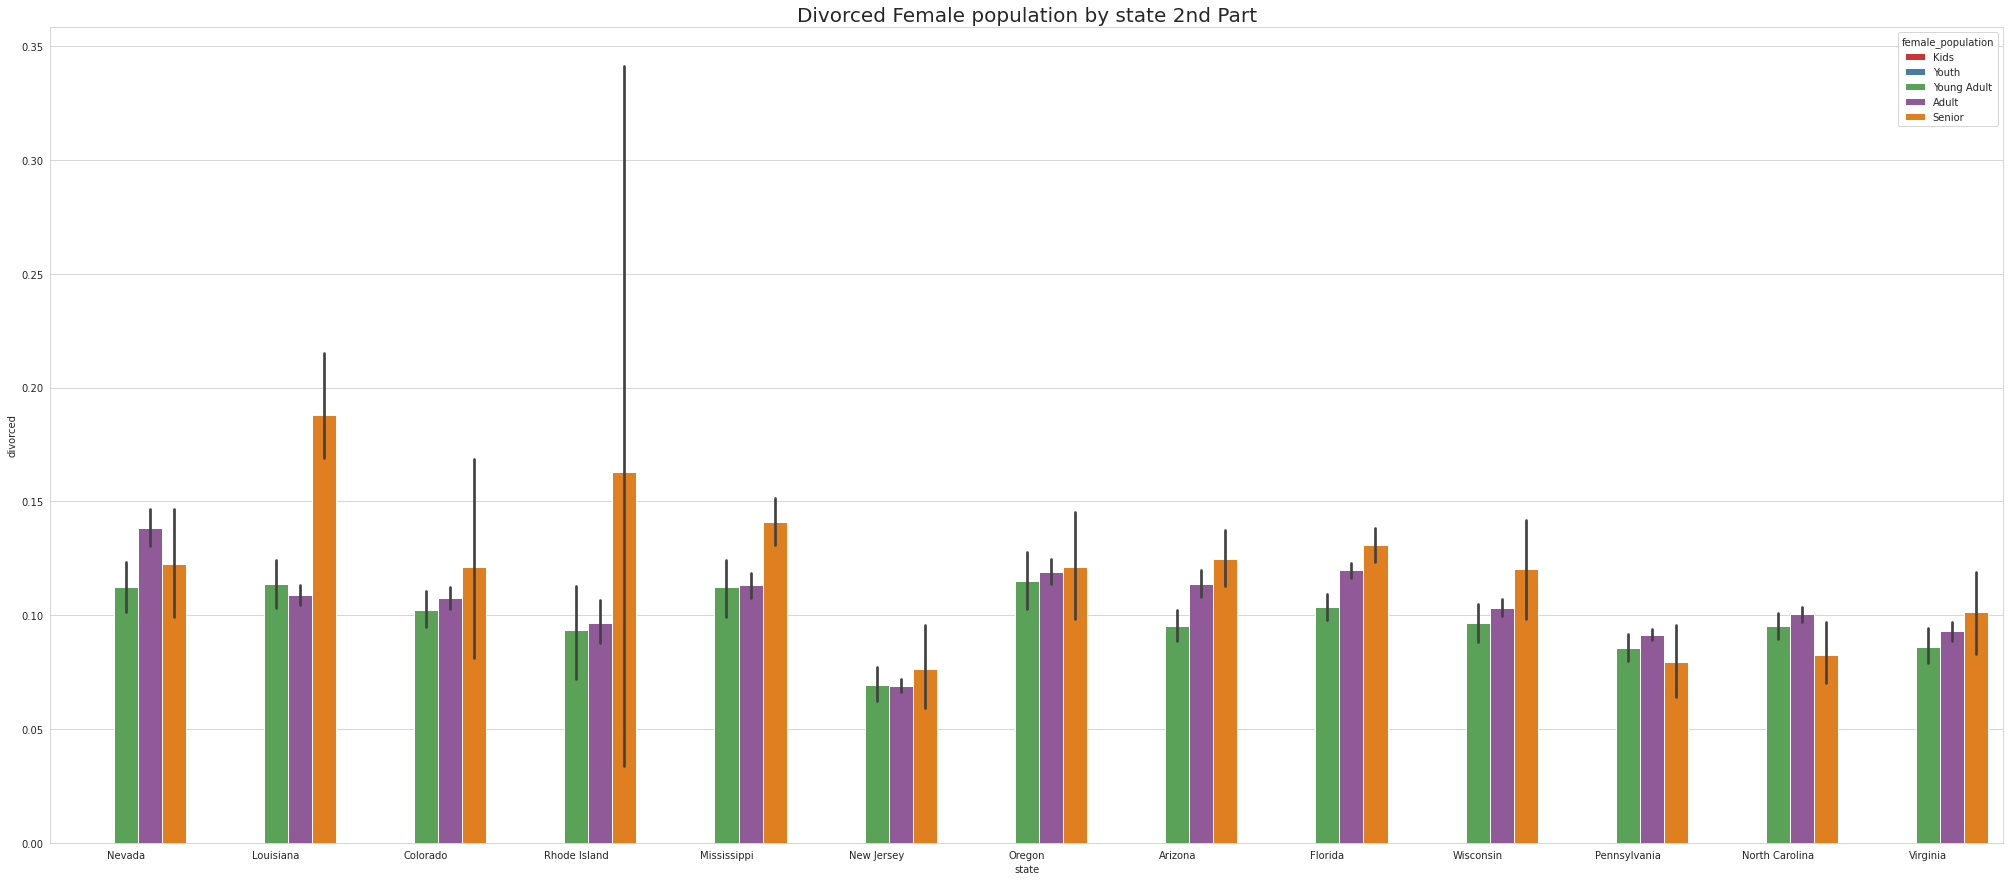 Divorced Female population by state 2nd Part
female_population
Kids
Youth
Young Adult
Adult
Senior
0.35
0.30
0.25
0.20
0.15
0.10
0.05
0.00
divorced
Nevada Louisiana Colorado Rhode Island Mississippi New Jersey Oregon Arizona Florida Wisconsin Pennsylvania North Carolina Virginia
state